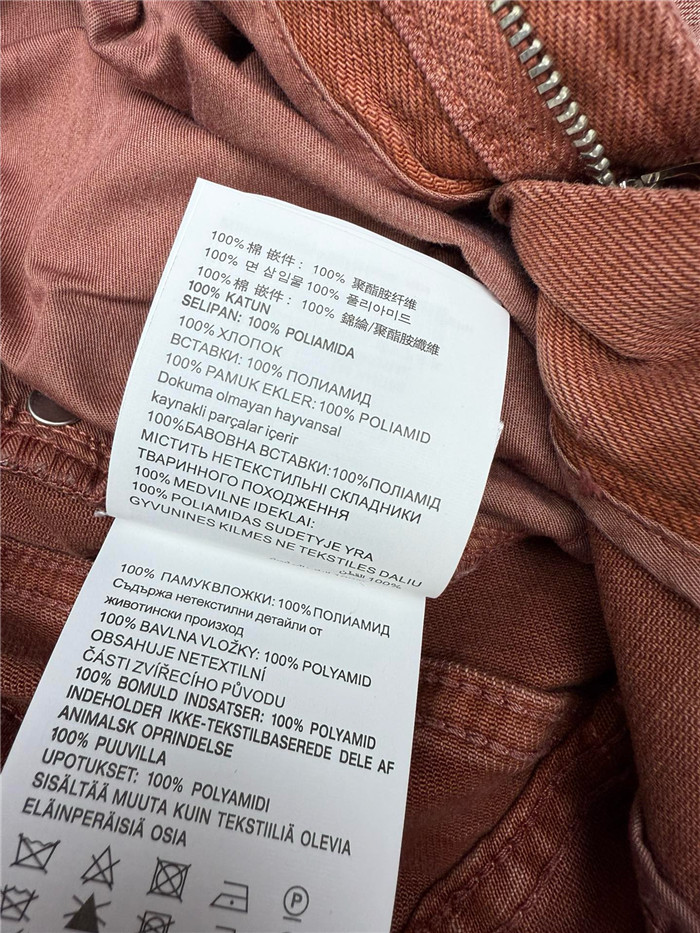 100% 棉 嵌件： 100% 聚酯胺纤维
100% 면 삽입물 100% 폴리아미드
100% 棉 嵌件： 100% 錦綸/聚酯胺纖維
100% KATUN
SELIPAN: 100% POLIAMIDA
100% ХЛОПОК
ВСТАВКИ: 100% ПОЛИАМИД
100% PAMUK EKLER: 100% POLIAMID
Dokuma olmayan hayvansal
kaynakli parçalar içerir
100%БАВОВНА ВСТАВКИ:100%ПОЛІАМІД
МІСТИТЬ НЕТЕКСТИЛЬНІ СКЛАДНИКИ
ТВАРИННОГО ПОХОДЖЕННЯ
100% MEDVILNE IDEKLAI:
100% POLIAMIDAS SUDETYJE YRA
GYVUNINES KILMES NE TEKSTILES DALIU
100% ПАМУКВЛОЖКИ: 100% ПОЛИАМИД
Съдържа нетекстилни детайли от
животински произход
100% BAVLNA VLOŽKY: 100% POLYAMID
OBSAHUJE NETEXTILNÍ
ČÁSTI ZVÍŘECÍHO PŮVODU
100% BOMULD INDSATSER: 100% POLYAMID
INDEHOLDER IKKE-TEKSTILBASEREDE DELE AF
ANIMALSK OPRINDELSE
100% PUUVILLA
UPOTUKSET: 100% POLYAMIDI
SISÄLTÄÄ MUUTA KUIN TEKSTIILIÄ OLEVIA
ELÄINPERÄISIÄ OSIA
P